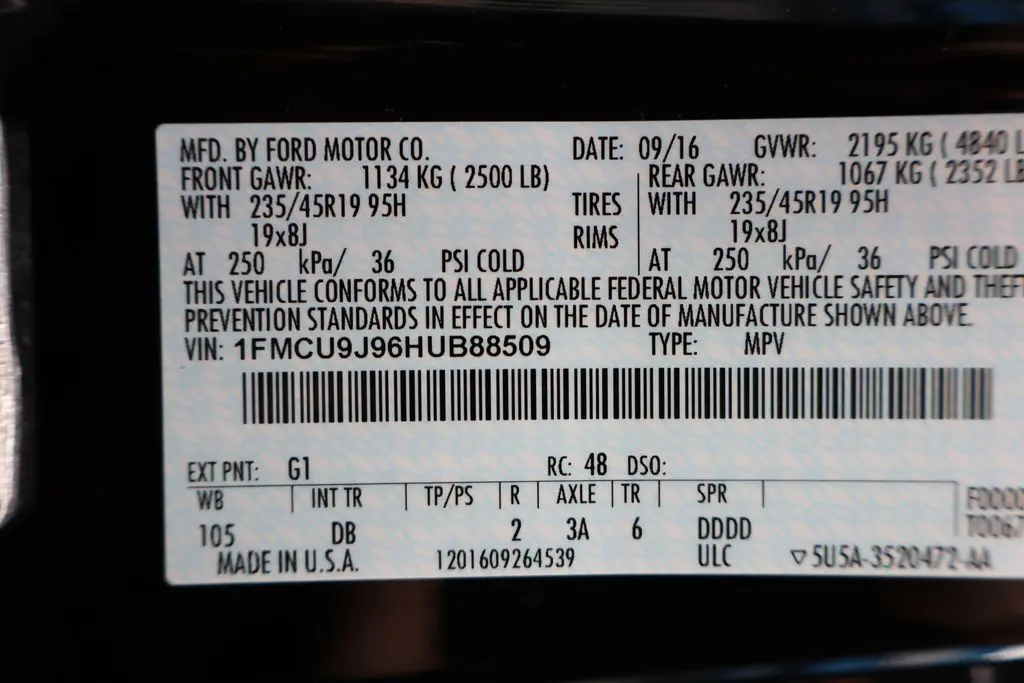 MFD. BY FORD MOTOR CO. DATE: 09/16 GVWR: 2195 KG ( 4840 L
FRONT GAWR: 1134 KG ( 2500 LB) REAR GAWR: 1067 KG ( 2352 LB
WITH 235/45R19 95H TIRES WITH 235/45R19 95H
19x8J RIMS 19x8J
AT 250 kPa/ 36 PSI COLD AT 250 kPa/ 36 PSI COLD
THIS VEHICLE CONFORMS TO ALL APPLICABLE FEDERAL MOTOR VEHICLE SAFETY AND THEFT
PREVENTION STANDARDS IN EFFECT ON THE DATE OF MANUFACTURE SHOWN ABOVE.
VIN: 1FMCU9J96HUB88509 TYPE: MPV
EXT PNT: G1 RC: 48 DSO:
WB INT TR TP/PS R AXLE TR SPR F0000
105 DB 2 3A 6 DDDD T0067
MADE IN U.S.A. 1201609264539 ULC ▽5U5A-3520472-AA